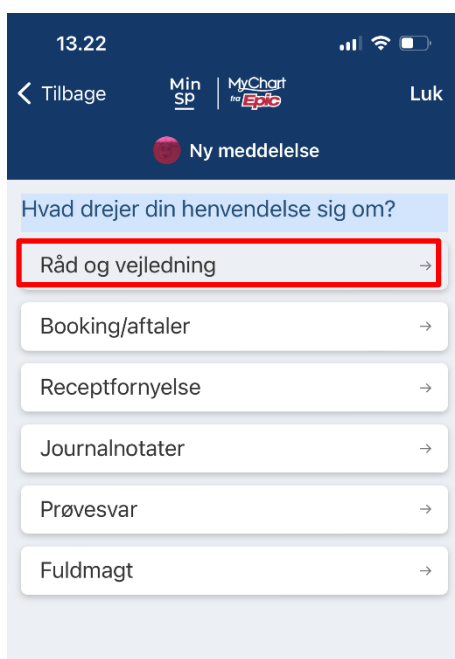 13.22
Tilbage
Min SP
MyChart
fra Epic
Luk
Ny meddelelse
Hvad drejer din henvendelse sig om?
Råd og vejledning
Booking/aftaler
Receptfornyelse
Journalnotater
Prøvesvar
Fuldmagt